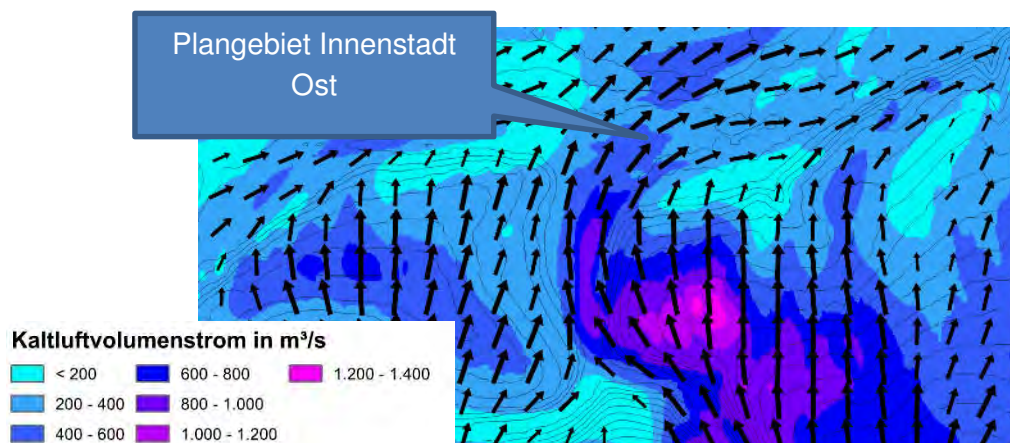 Plangebiet Innenstadt
Ost
Kaltluftvolumenstrom in m³/s
< 200
600 - 800
1.200 - 1.400
200 - 400
800 - 1.000
400 - 600
1.000 - 1.200